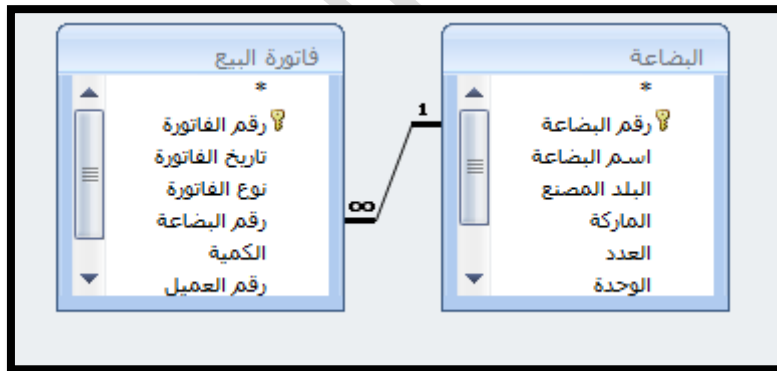 البضاعة
*
رقم البضاعة
اسم البضاعة
البلد المصنع
الماركة
العدد
الوحدة
1
∞
فاتورة البيع
*
رقم الفاتورة
تاريخ الفاتورة
نوع الفاتورة
رقم البضاعة
الكمية
رقم العميل